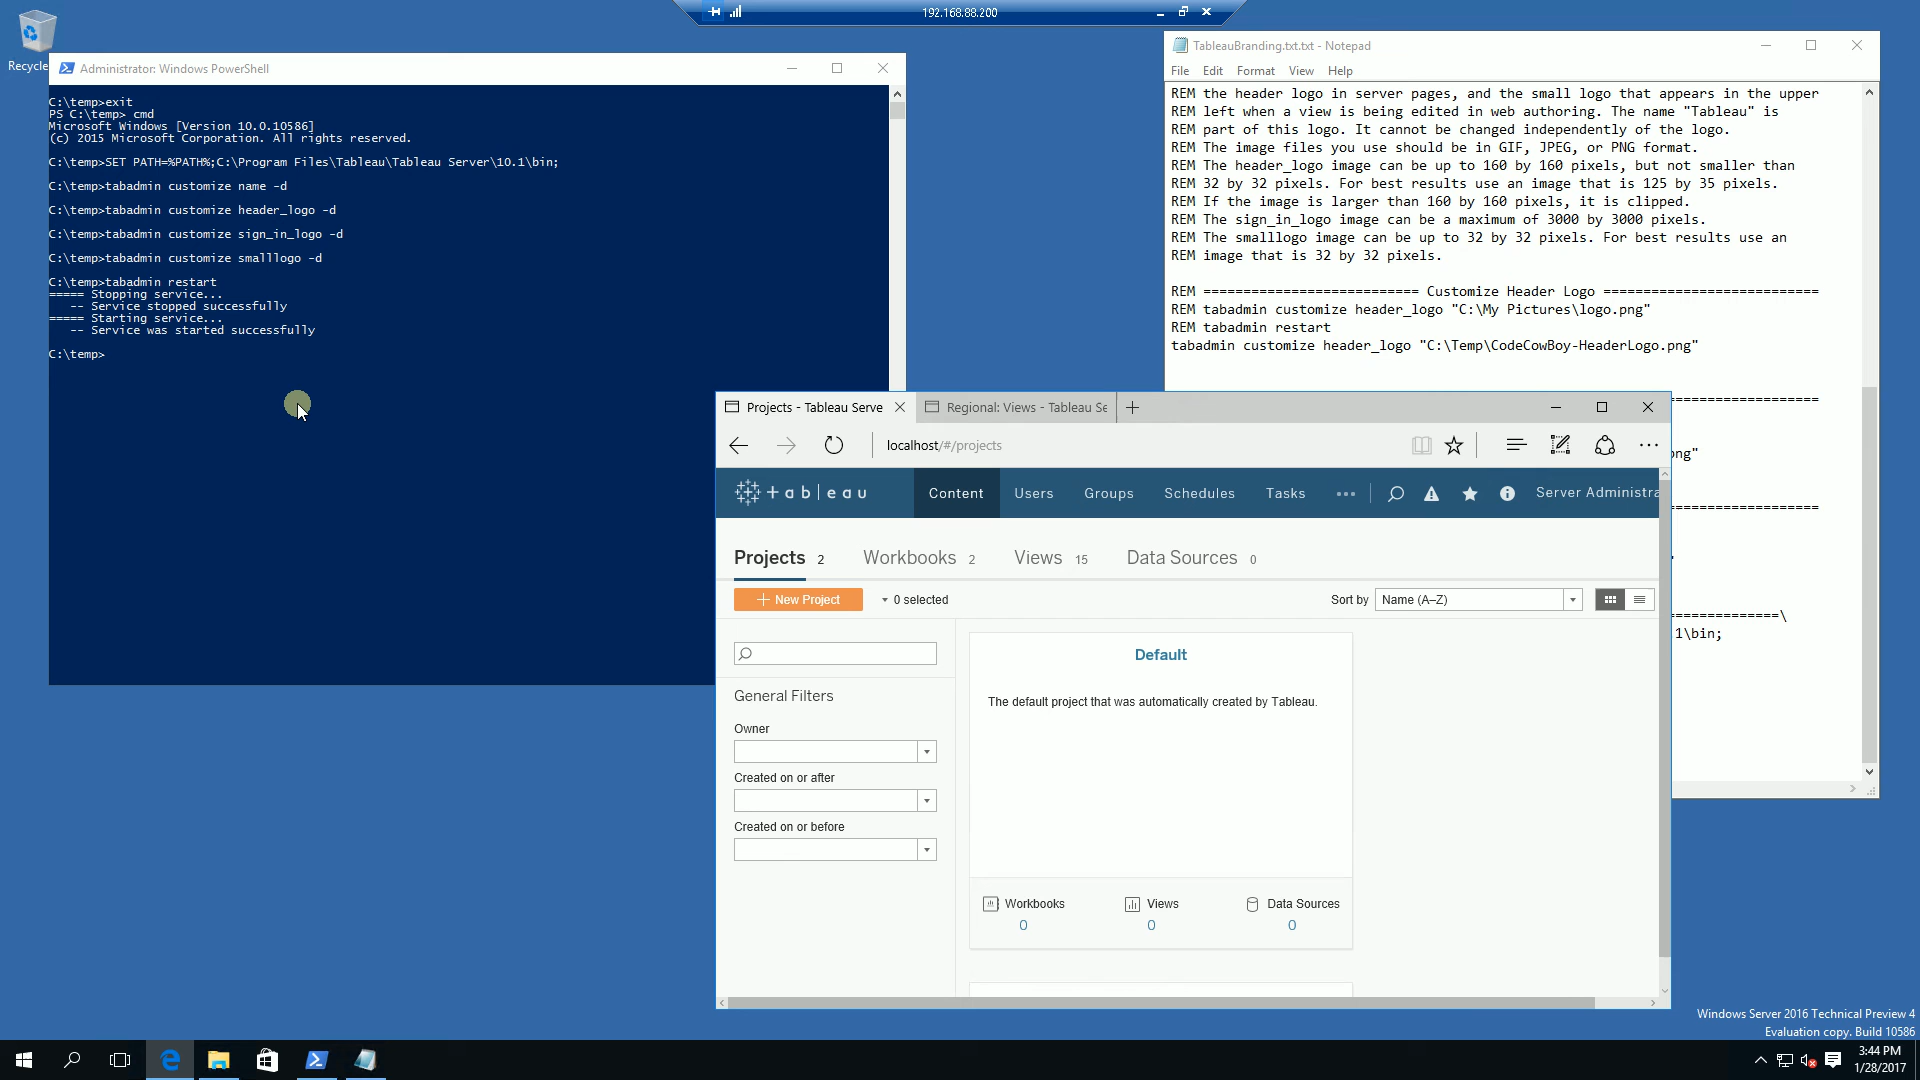 192.168.88.200
Recycle
Administrator: Windows PowerShell
C:\temp>exit
PS C:\temp> cmd
Microsoft Windows [Version 10.0.10586]
(c) 2015 Microsoft Corporation. All rights reserved.
C:\temp>SET PATH=%PATH%;C:\Program Files\Tableau\Tableau Server\10.1\bin;
C:\temp>tabadmin customize name -d
C:\temp>tabadmin customize header_logo -d
C:\temp>tabadmin customize sign_in_logo -d
C:\temp>tabadmin customize smalllogo -d
C:\temp>tabadmin restart
===== Stopping service...
-- Service stopped successfully
===== Starting service...
-- Service was started successfully
C:\temp>
TableauBranding.txt.txt - Notepad
File Edit Format View Help
REM the header logo in server pages, and the small logo that appears in the upper
REM left when a view is being edited in web authoring. The name "Tableau" is
REM part of this logo. It cannot be changed independently of the logo.
REM The image files you use should be in GIF, JPEG, or PNG format.
REM The header_logo image can be up to 160 by 160 pixels, but not smaller than
REM 32 by 32 pixels. For best results use an image that is 125 by 35 pixels.
REM If the image is larger than 160 by 160 pixels, it is clipped.
REM The sign_in_logo image can be a maximum of 3000 by 3000 pixels.
REM The smalllogo image can be up to 32 by 32 pixels. For best results use an
REM image that is 32 by 32 pixels.
REM =========================== Customize Header Logo ===========================
REM tabadmin customize header_logo "C:\My Pictures\logo.png"
REM tabadmin restart
tabadmin customize header_logo "C:\Temp\CodeCowBoy-HeaderLogo.png"
==================
png"
==================
=============\
1\bin;
Projects - Tableau Serve
Regional: Views - Tableau Se
localhost/#/projects
+ableau
Content Users Groups Schedules Tasks Server Administra
Projects 2 Workbooks 2 Views 15 Data Sources 0
New Project
0 selected
Sort by Name (A–Z)
General Filters
Owner
Created on or after
Created on or before
Default
The default project that was automatically created by Tableau.
Workbooks Views Data Sources
0 0 0
Windows Server 2016 Technical Preview 4
Evaluation copy. Build 10586
3:44 PM
1/28/2017